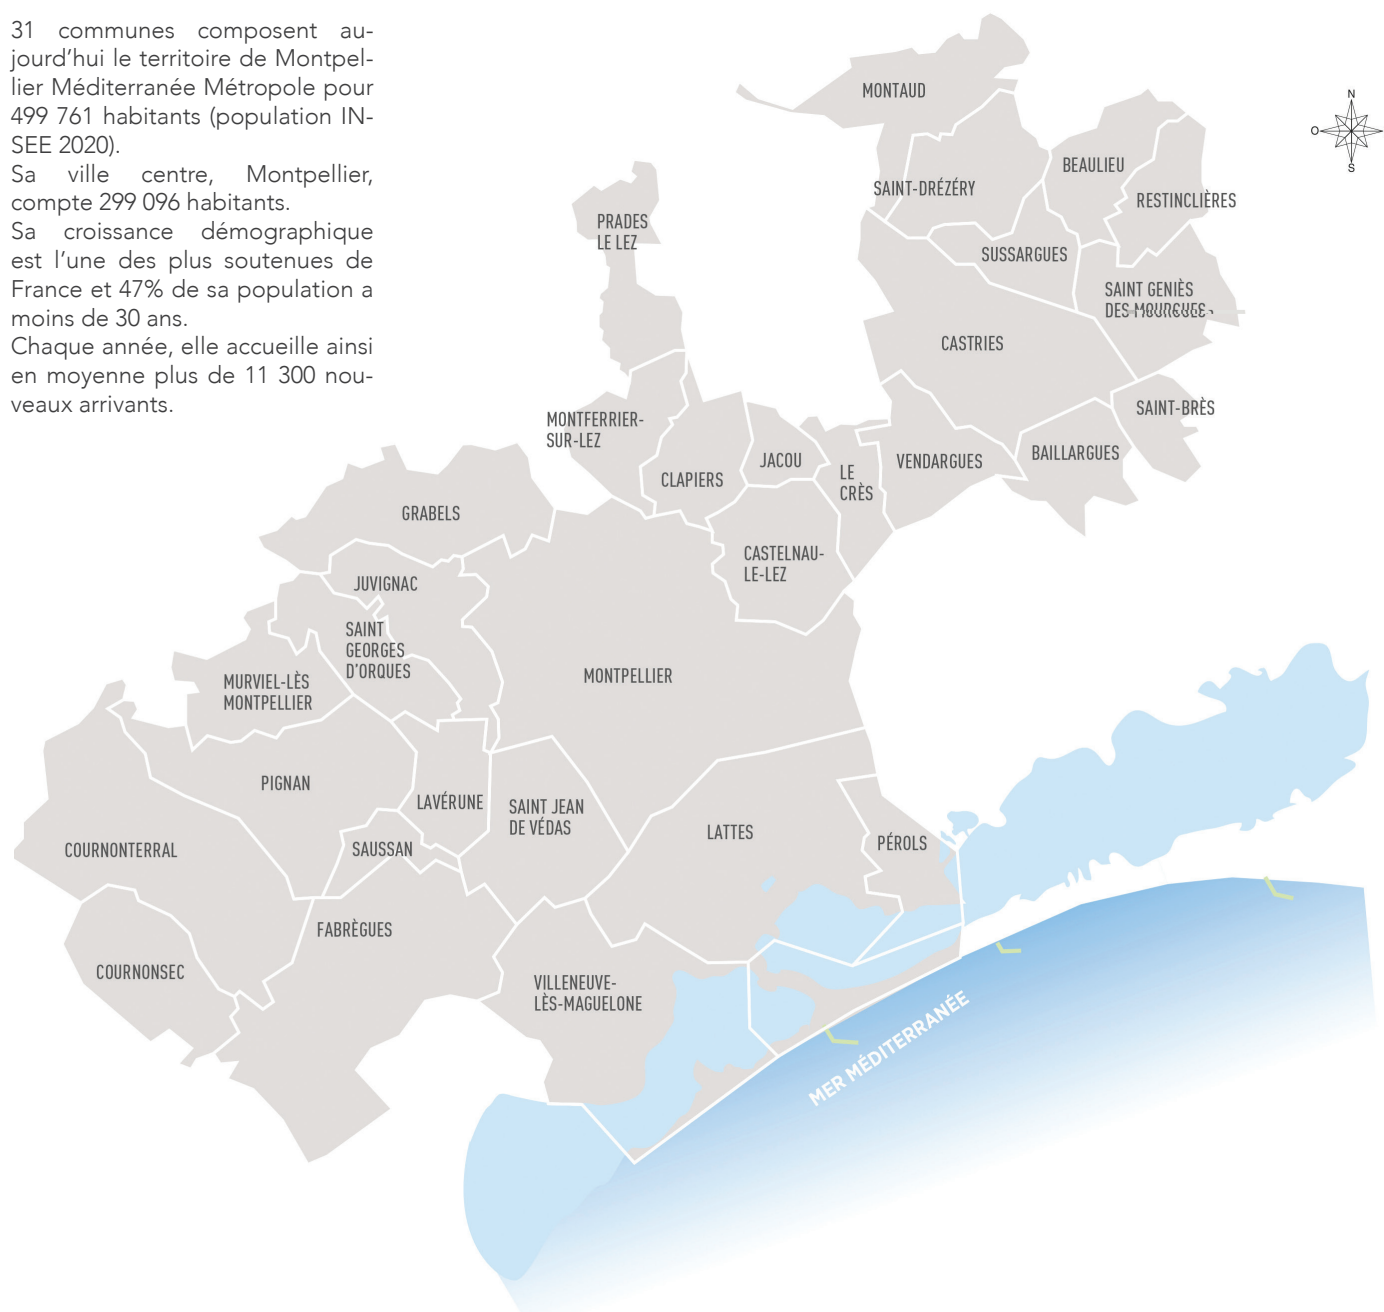 31 communes composent au-
jourd'hui le territoire de Montpel-
lier Méditerranée Métropole pour
499 761 habitants (population IN-
SEE 2020).
Sa ville centre, Montpellier,
compte 299 096 habitants.
Sa croissance démographique
est l'une des plus soutenues de
France et 47% de sa population a
moins de 30 ans.
Chaque année, elle accueille ainsi
en moyenne plus de 11 300 nou-
veaux arrivants.
MONTAUD
N
O
S
BEAULIEU
SAINT-DRÉZÉRY
RESTINCLIÈRES
PRADES
LE LEZ
SUSSARGUES
SAINT GENIÈS
DES MOURGUES
CASTRIES
SAINT-BRÈS
MONTFERRIER-
SUR-LEZ
BAILLARGUES
JACOU
VENDARGUES
CLAPIERS
LE
CRÈS
GRABELS
CASTELNAU-
LE-LEZ
JUVIGNAC
SAINT
GEORGES
D'ORQUES
MONTPELLIER
MURVIEL-LÈS
MONTPELLIER
PIGNAN
LAVÉRUNE
SAINT JEAN
DE VÉDAS
LATTES
PÉROLS
COURNONTERRAL
SAUSSAN
FABRÈGUES
COURNONSEC
VILLENEUVE-
LÈS-MAGUELONE
MER MÉDITERRANÉE